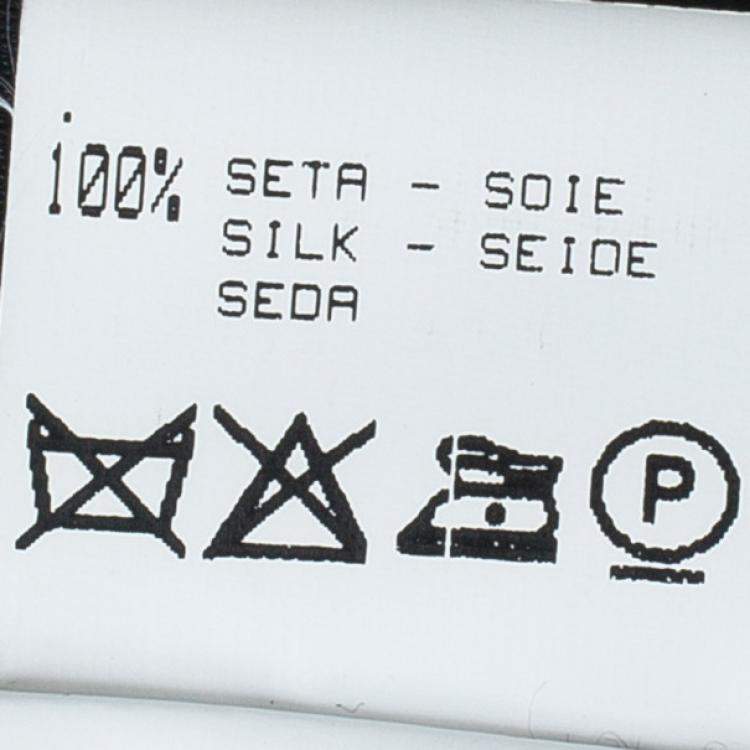 100% SETA - SOIE
SILK - SEIDE
SEDA
P